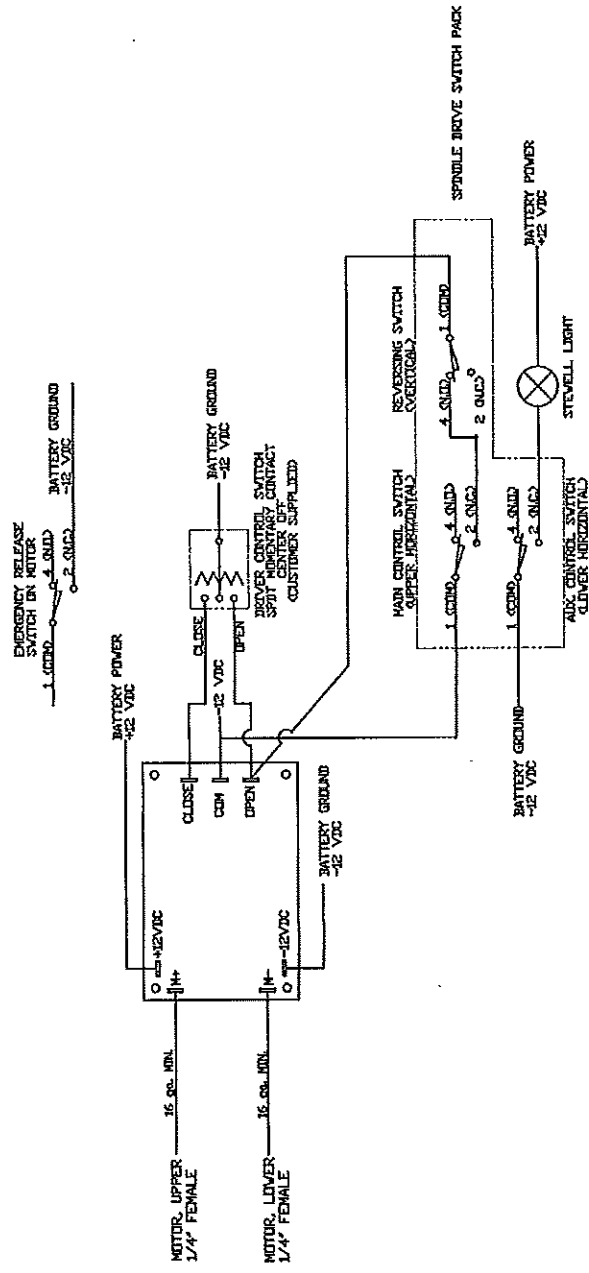 EMERGENCY RELEASE
SWITCH ON MOTOR
1 (COM)
4 (N.O.)
2 (N.C.)
BATTERY GROUND
-12 VDC
BATTERY POWER
+12 VDC
MOTOR, UPPER
1/4" FEMALE
16 ga. MIN.
M+
+12VDC
MOTOR, LOWER
1/4" FEMALE
16 ga. MIN.
M-
-12VDC
BATTERY GROUND
-12 VDC
CLOSE
COM
OPEN
CLOSE
-12 VDC
OPEN
BATTERY GROUND
-12 VDC
DRIVER CONTROL SWITCH
SPDT MOMENTARY CONTACT
CENTER OFF
(CUSTOMER SUPPLIED)
SPINDLE DRIVE SWITCH PACK
MAIN CONTROL SWITCH
(UPPER HORIZONTAL)
1 (COM)
4 (N.O.)
2 (N.C.)
REVERSING SWITCH
(VERTICAL)
4 (N.O.)
1 (COM)
2 (N.C.)
BATTERY GROUND
-12 VDC
1 (COM)
4 (N.O.)
2 (N.C.)
AUX. CONTROL SWITCH
(LOWER HORIZONTAL)
BATTERY POWER
+12 VDC
STEWELL LIGHT